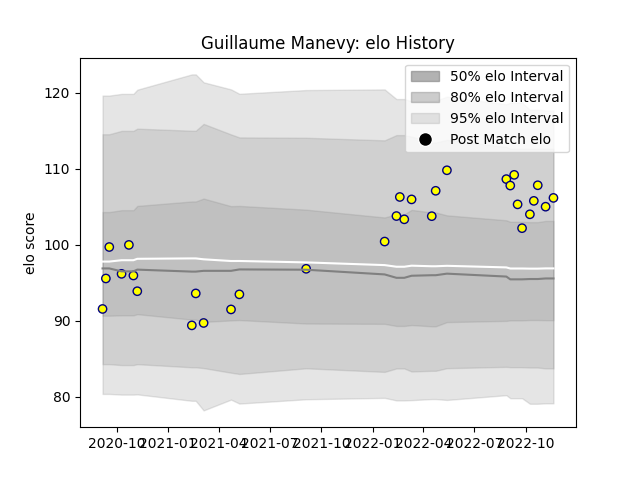 Guillaume Manevy: elo History
50% elo Interval
80% elo Interval
95% elo Interval
Post Match elo
elo score
120
110
100
90
80
2020-10 2021-01 2021-04 2021-07 2021-10 2022-01 2022-04 2022-07 2022-10